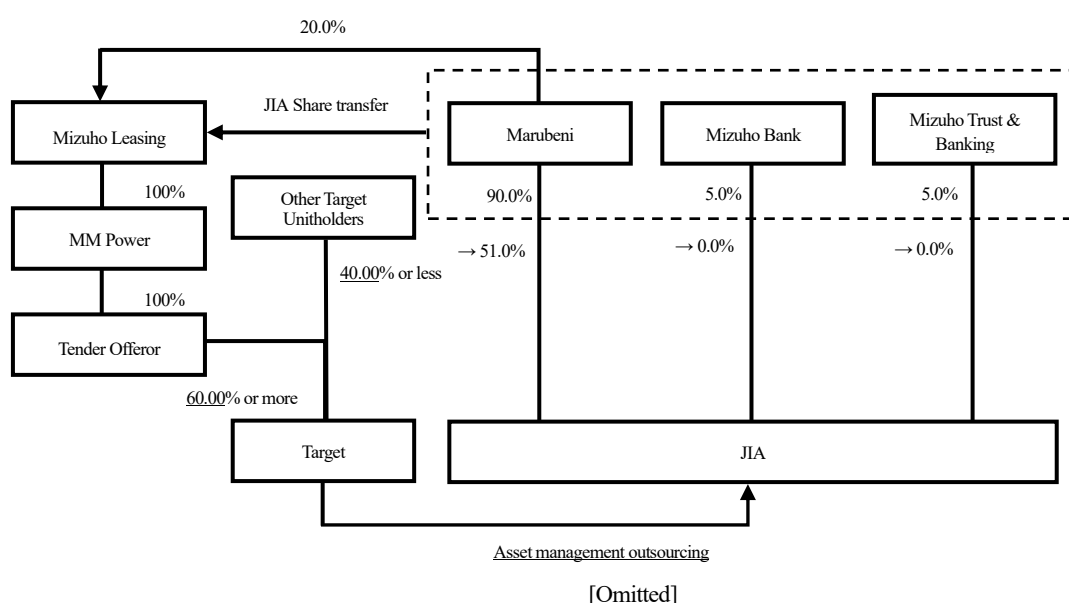 20.0%
JIA Share transfer
Mizuho Leasing
Marubeni
Mizuho Bank
Mizuho Trust &
Banking
100%
Other Target
Unitholders
90.0%
5.0%
5.0%
MM Power
→ 51.0%
→ 0.0%
→ 0.0%
40.00% or less
100%
Tender Offeror
60.00% or more
Target
JIA
Asset management outsourcing
[Omitted]